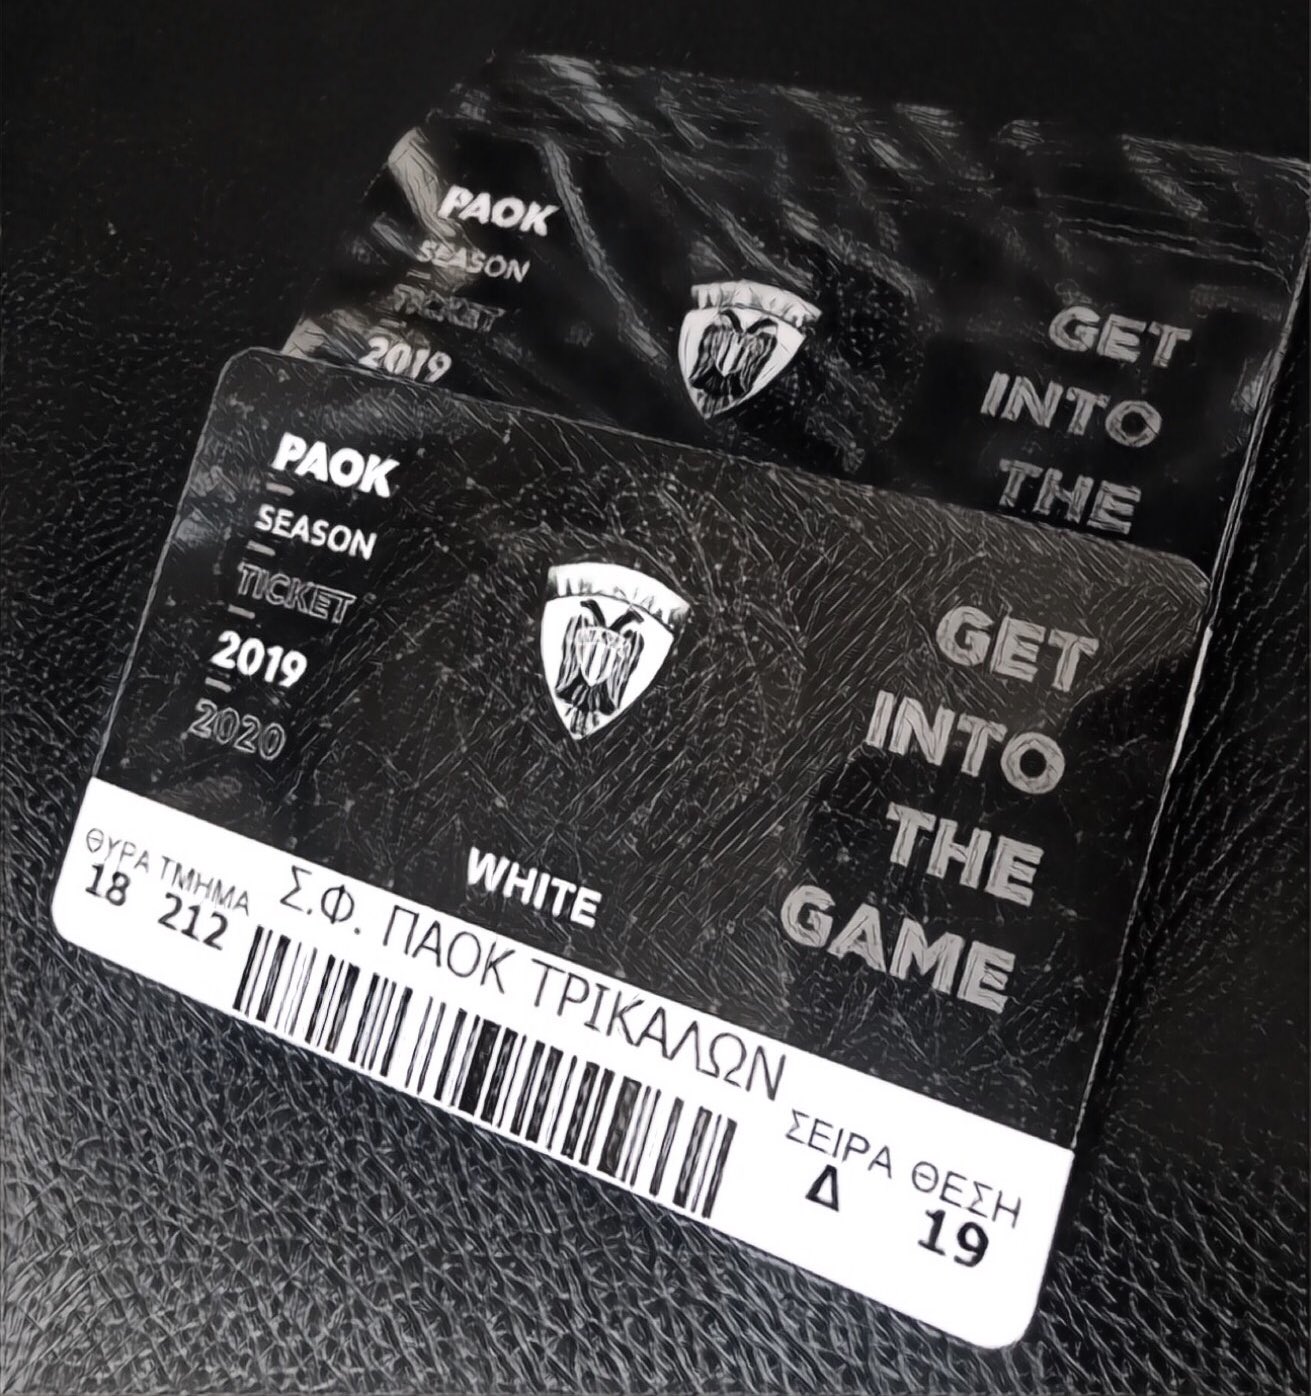 PAOK
SEASON
TICKET
2019
GET
INTO
THE
PAOK
SEASON
TICKET
2019
2020
GET
INTO
THE
GAME
WHITE
ΘΥΡΑ ΤΜΗΜΑ
18 212
Σ.Φ. ΠΑΟΚ ΤΡΙΚΑΛΩΝ
ΣΕΙΡΑ ΘΕΣΗ
Δ 19